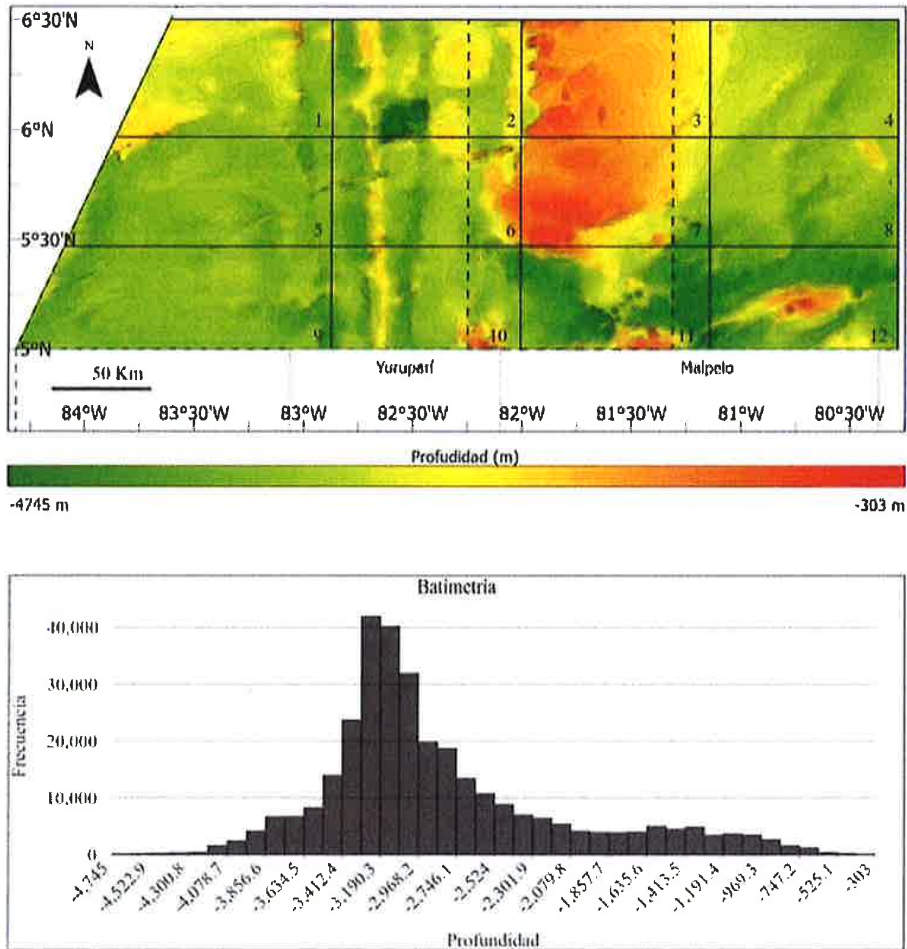 6°30'N
N
1
2
3
4
6°N
5
6
7
8
5°30'N
9
10
11
12
5°N
Yuruparí
Malpelo
50 Km
84°W
83°30'W
83°W
82°30'W
82°W
81°30'W
81°W
80°30'W
Profudidad (m)
-4745 m
-303 m
Batimetria
40,000
30,000
20,000
10,000
0
Frecuencia
-4,745
-4,522.9
-4,300.8
-4,078.7
-3,856.6
-3,634.5
-3,412.4
-3,190.3
-2,968.2
-2,746.1
-2,524
-2,301.9
-2,079.8
-1,857.7
-1,635.6
-1,413.5
-1,191.4
-969.3
-747.2
-525.1
-303
Profundidad